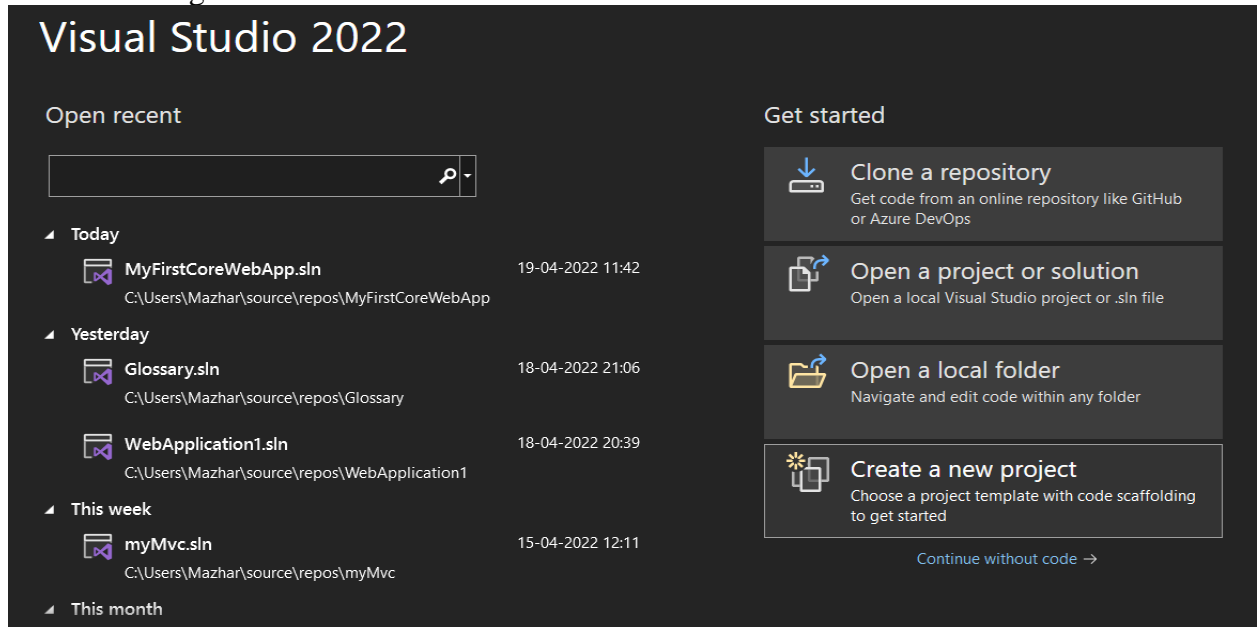 Visual Studio 2022
Open recent
Today
MyFirstCoreWebApp.sln 19-04-2022 11:42
C:\Users\Mazhar\source\repos\MyFirstCoreWebApp
Yesterday
Glossary.sln 18-04-2022 21:06
C:\Users\Mazhar\source\repos\Glossary
WebApplication1.sln 18-04-2022 20:39
C:\Users\Mazhar\source\repos\WebApplication1
This week
myMvc.sln 15-04-2022 12:11
C:\Users\Mazhar\source\repos\myMvc
This month
Get started
Clone a repository
Get code from an online repository like GitHub
or Azure DevOps
Open a project or solution
Open a local Visual Studio project or .sln file
Open a local folder
Navigate and edit code within any folder
Create a new project
Choose a project template with code scaffolding
to get started
Continue without code →